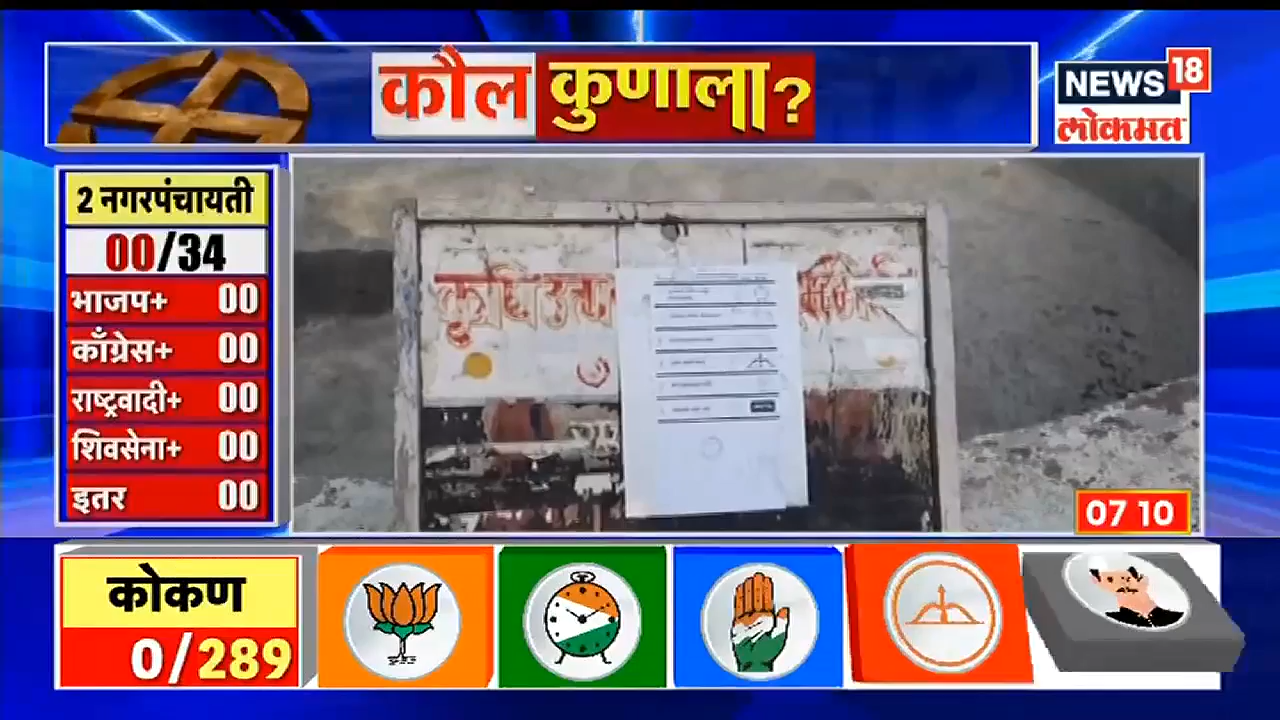 कौल कुणाला?
NEWS 18
लोकमत
2 नगरपंचायती
00/34
भाजप+ 00
काँग्रेस+ 00
राष्ट्रवादी+ 00
शिवसेना+ 00
इतर 00
कृषि उत्प
07 10
कोकण
0/289